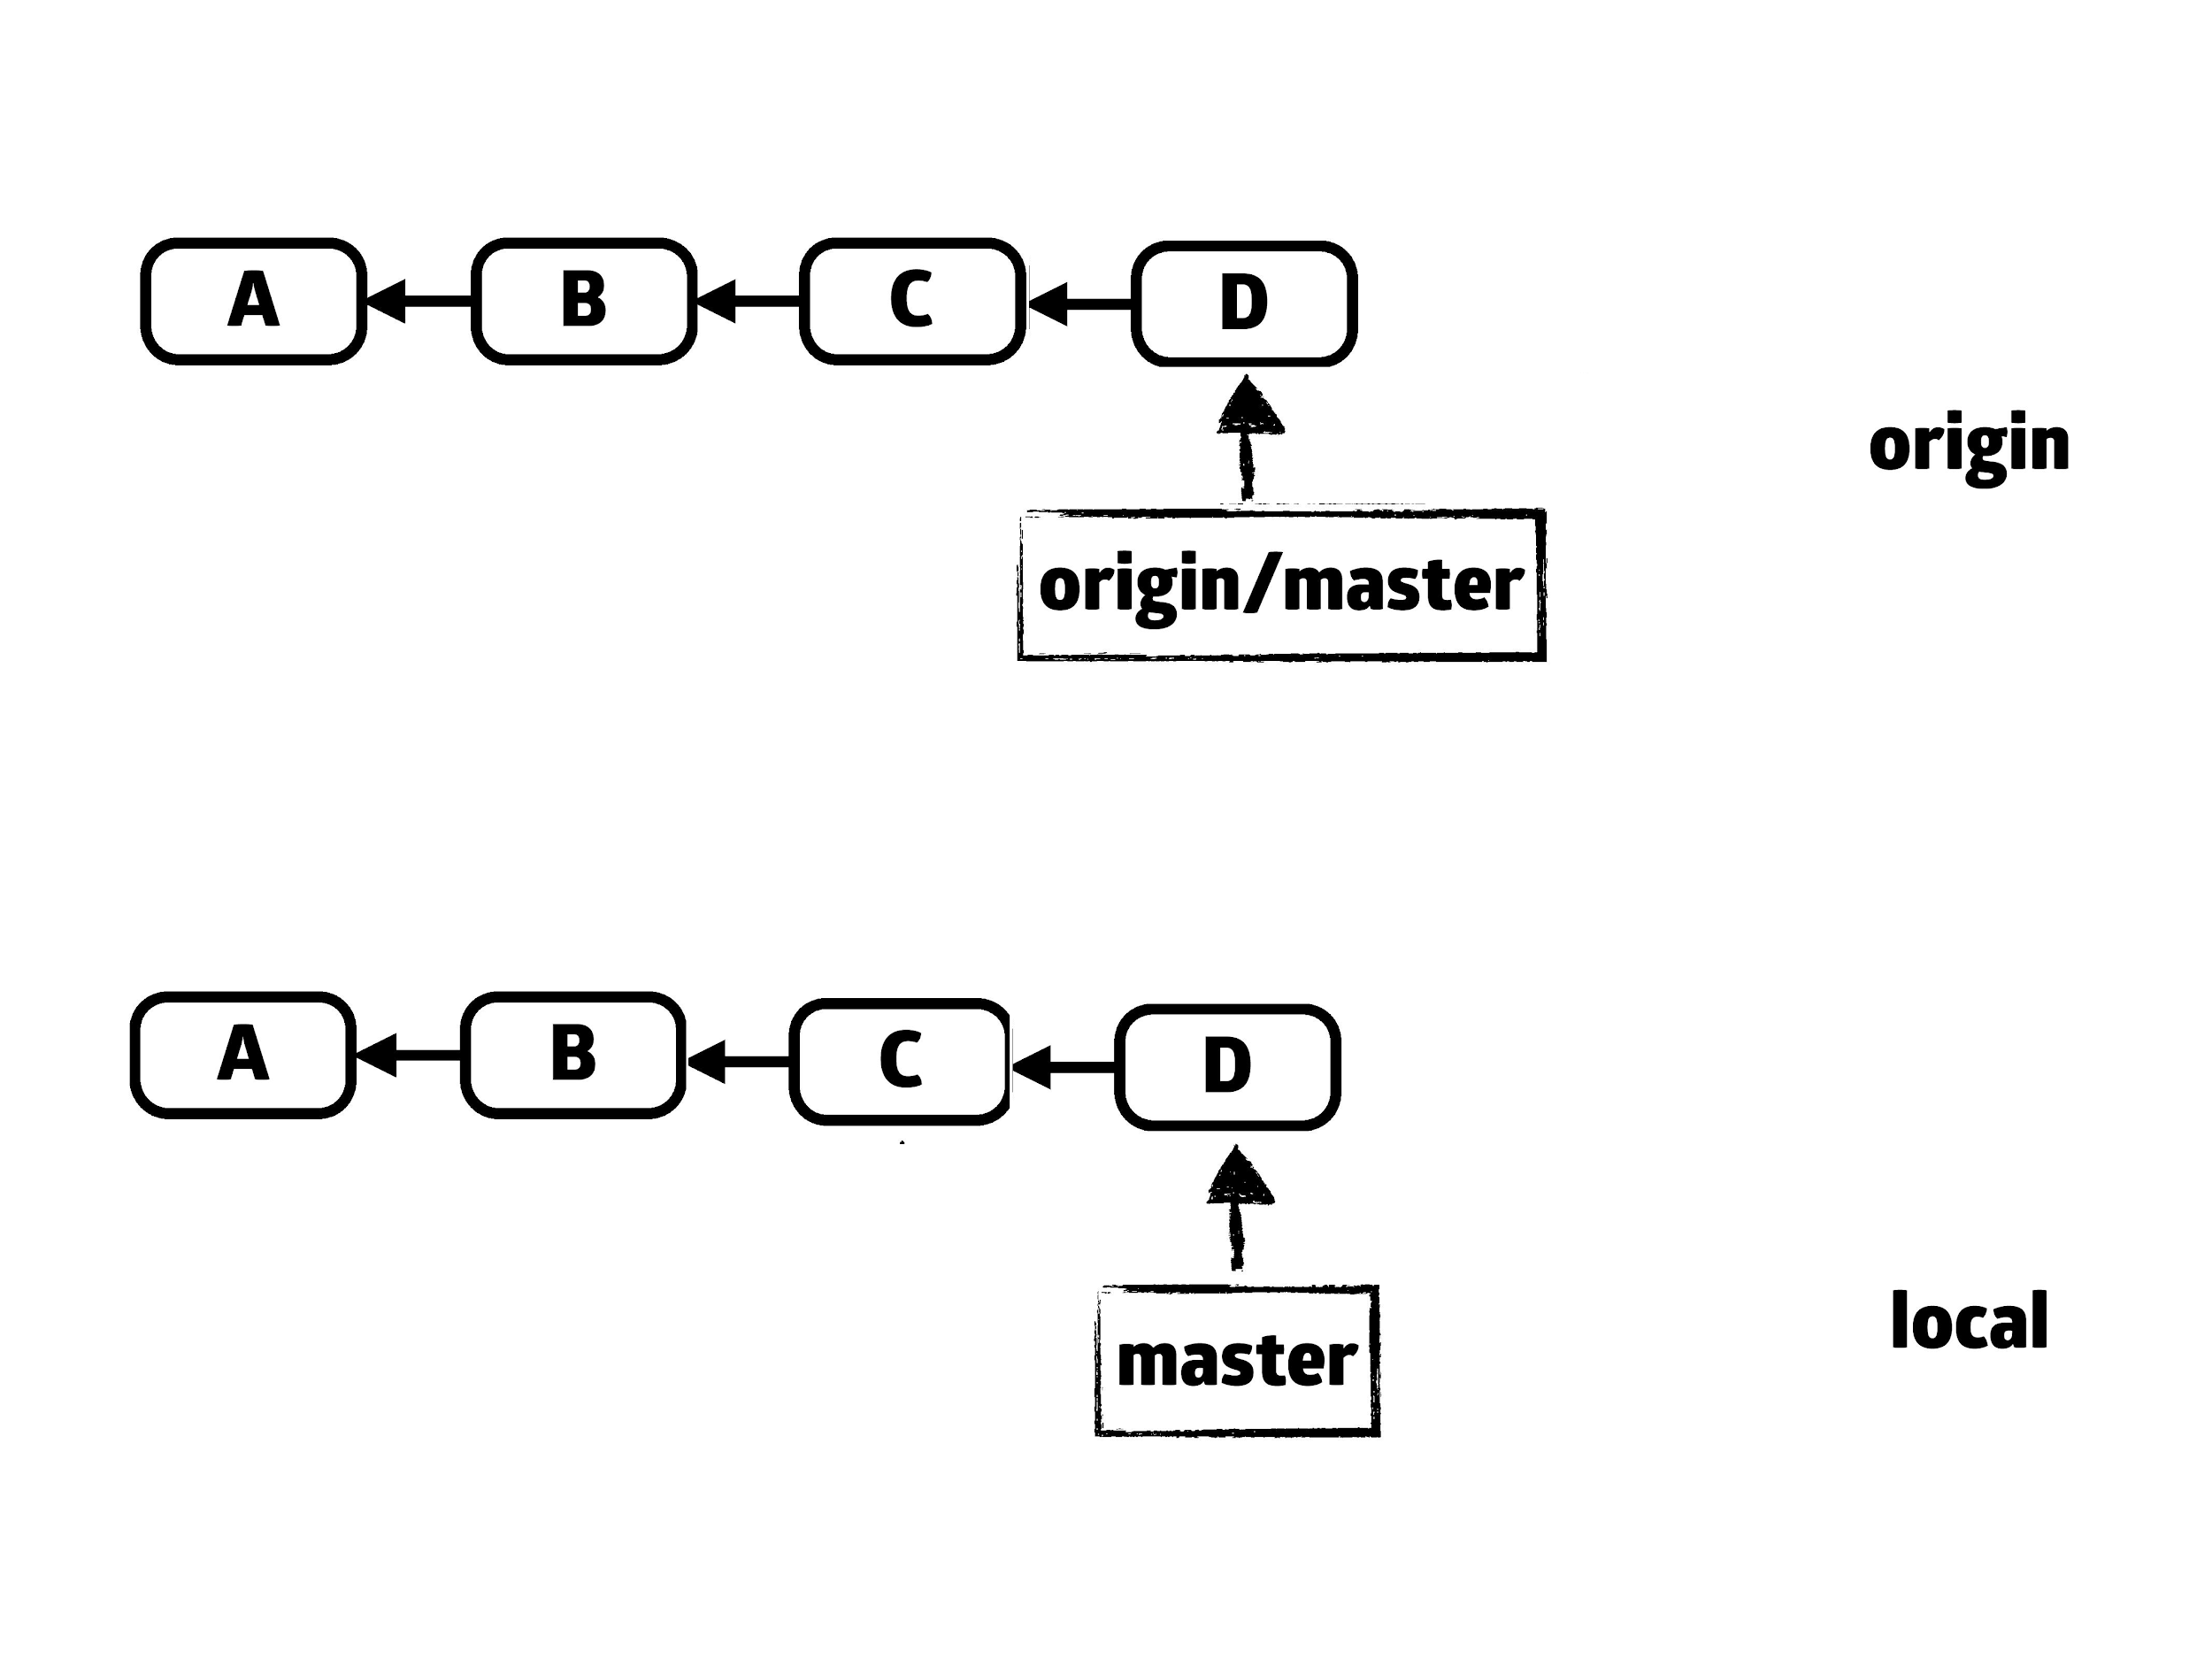 A B C D
origin
origin/master
A B C D
local
master